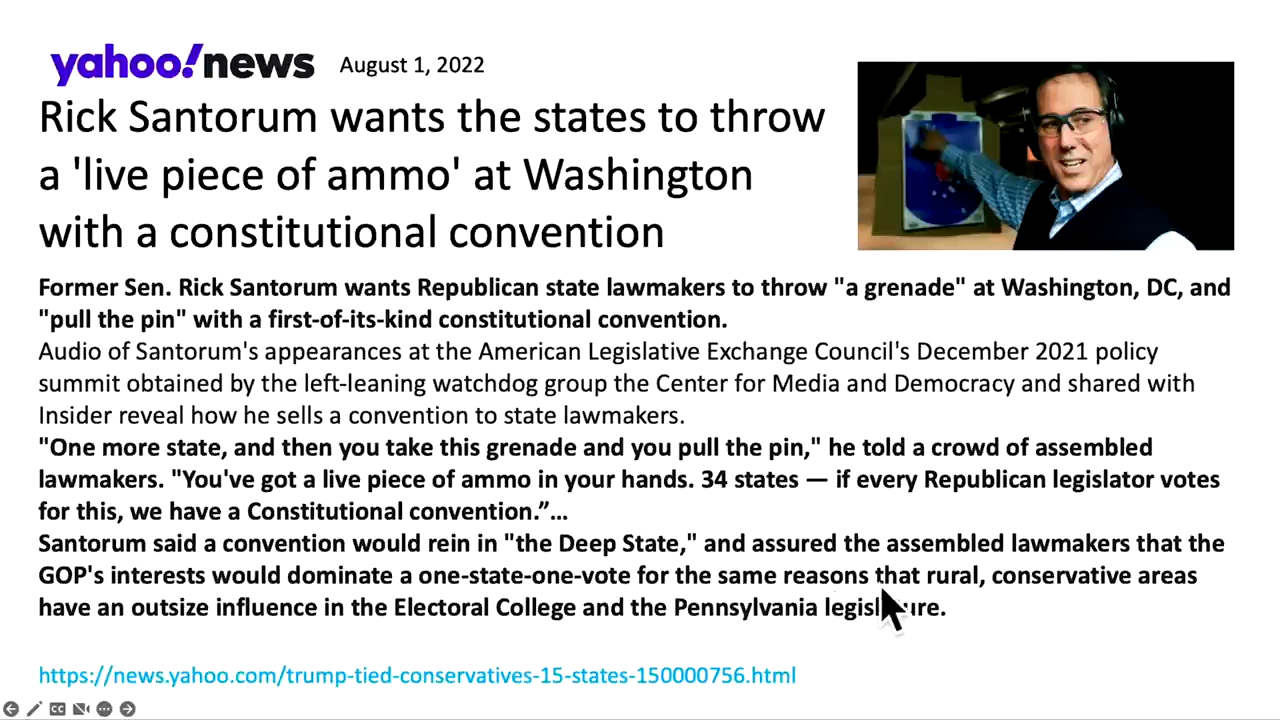 yahoo!news August 1, 2022
Rick Santorum wants the states to throw
a 'live piece of ammo' at Washington
with a constitutional convention
Former Sen. Rick Santorum wants Republican state lawmakers to throw "a grenade" at Washington, DC, and
"pull the pin" with a first-of-its-kind constitutional convention.
Audio of Santorum's appearances at the American Legislative Exchange Council's December 2021 policy
summit obtained by the left-leaning watchdog group the Center for Media and Democracy and shared with
Insider reveal how he sells a convention to state lawmakers.
"One more state, and then you take this grenade and you pull the pin," he told a crowd of assembled
lawmakers. "You've got a live piece of ammo in your hands. 34 states — if every Republican legislator votes
for this, we have a Constitutional convention.”…
Santorum said a convention would rein in "the Deep State," and assured the assembled lawmakers that the
GOP's interests would dominate a one-state-one-vote for the same reasons that rural, conservative areas
have an outsize influence in the Electoral College and the Pennsylvania
https://news.yahoo.com/trump-tied-conservatives-15-states-150000756.html
CC